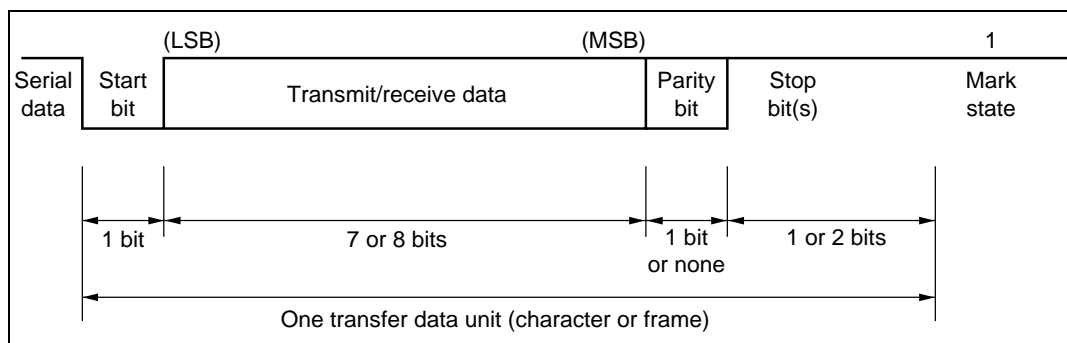 (LSB) (MSB) 1
Serial Start Transmit/receive data Parity Stop Mark
data bit bit bit(s) state
1 bit 7 or 8 bits 1 bit 1 or 2 bits
or none
One transfer data unit (character or frame)